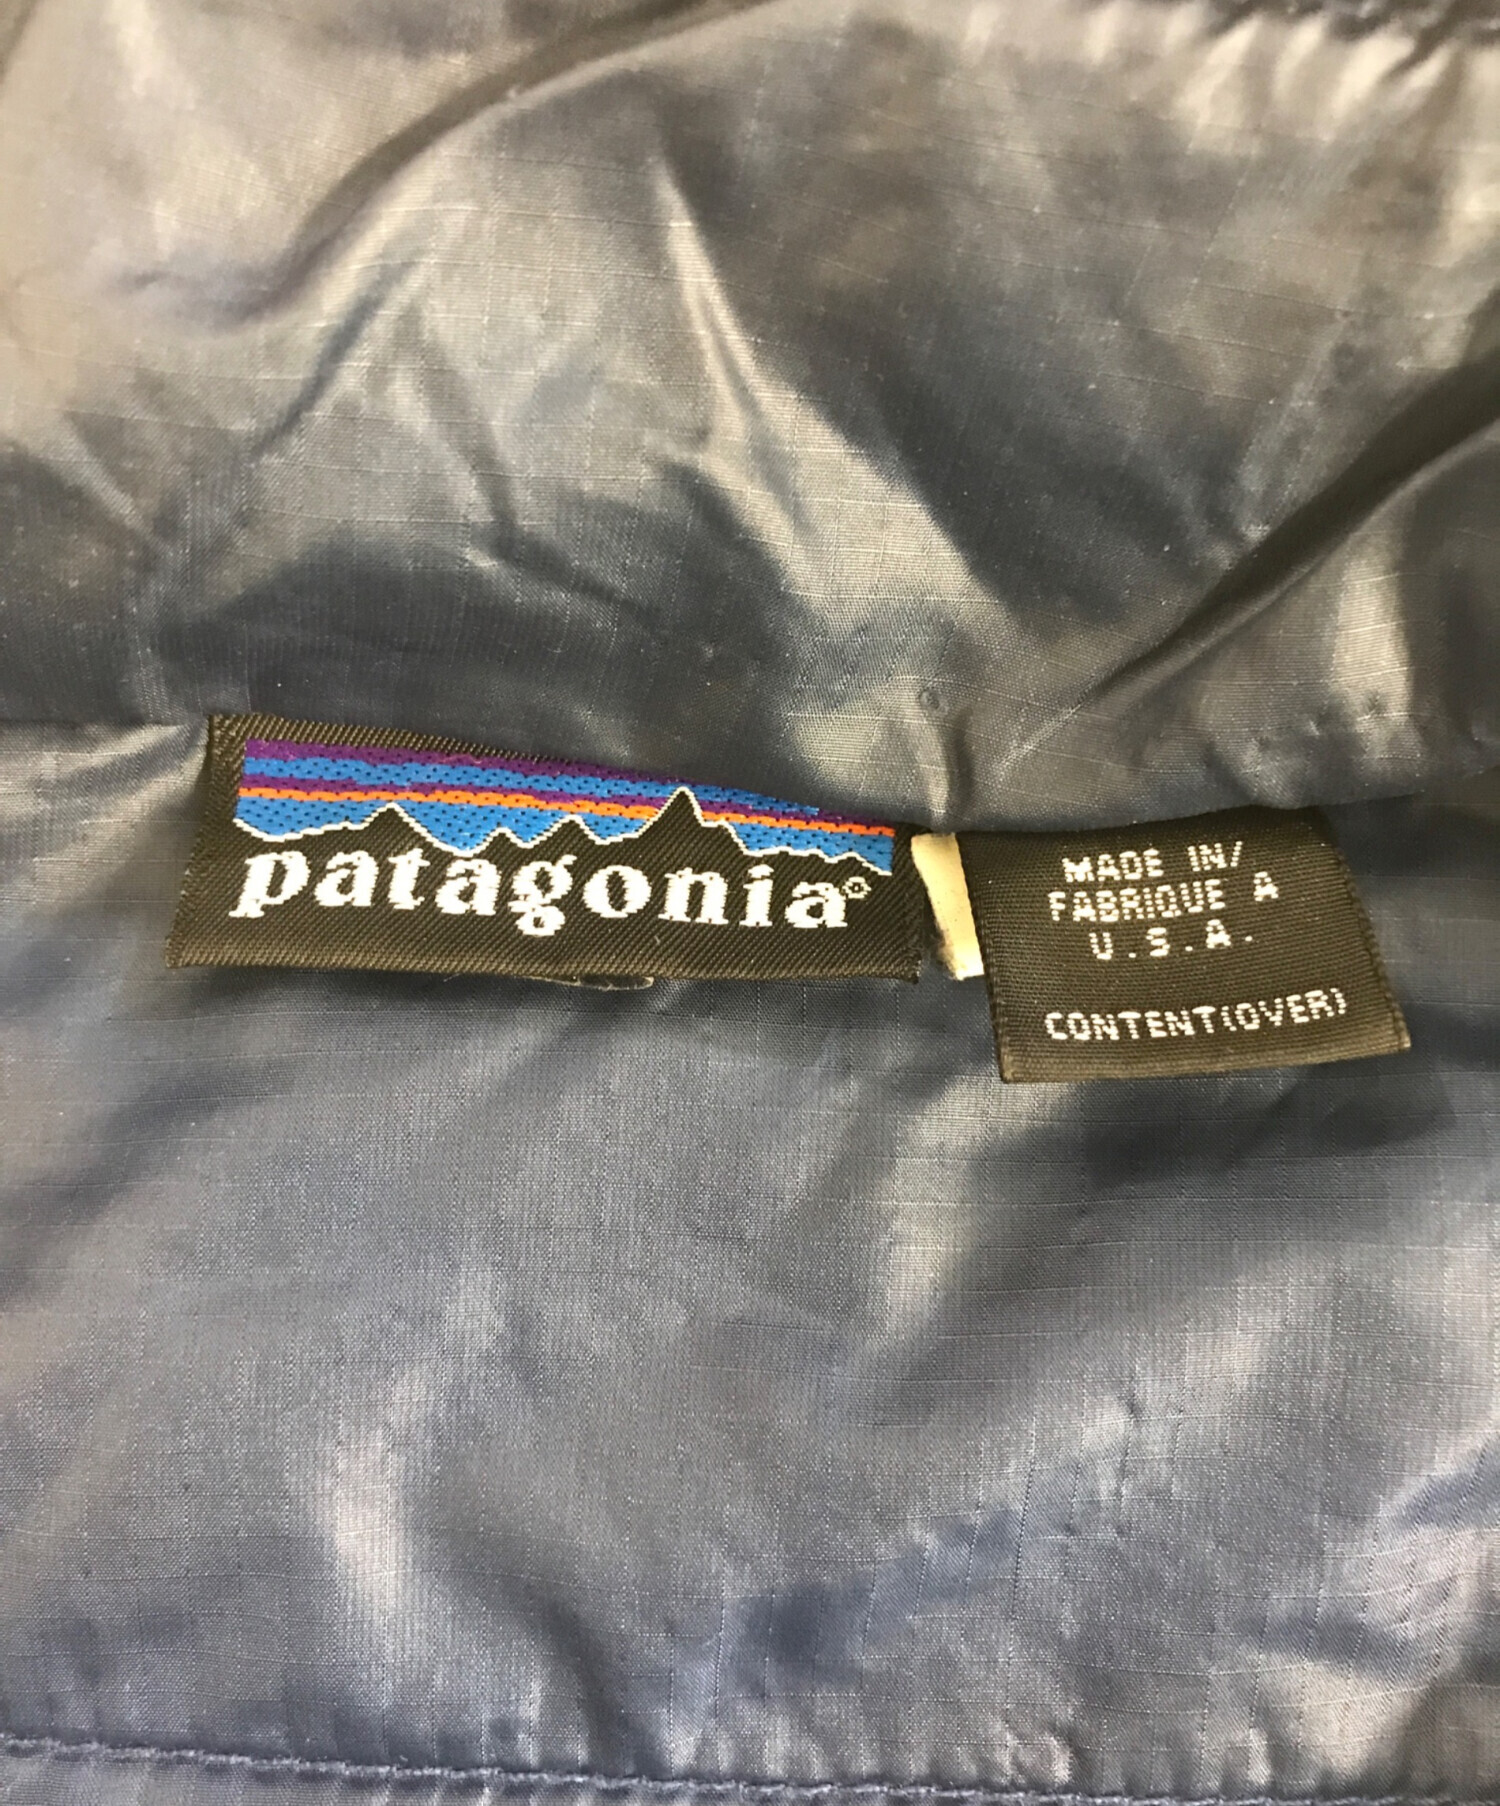 patagonia®
MADE IN/
FABRIQUE A
U.S.A.
CONTENT(OVER)